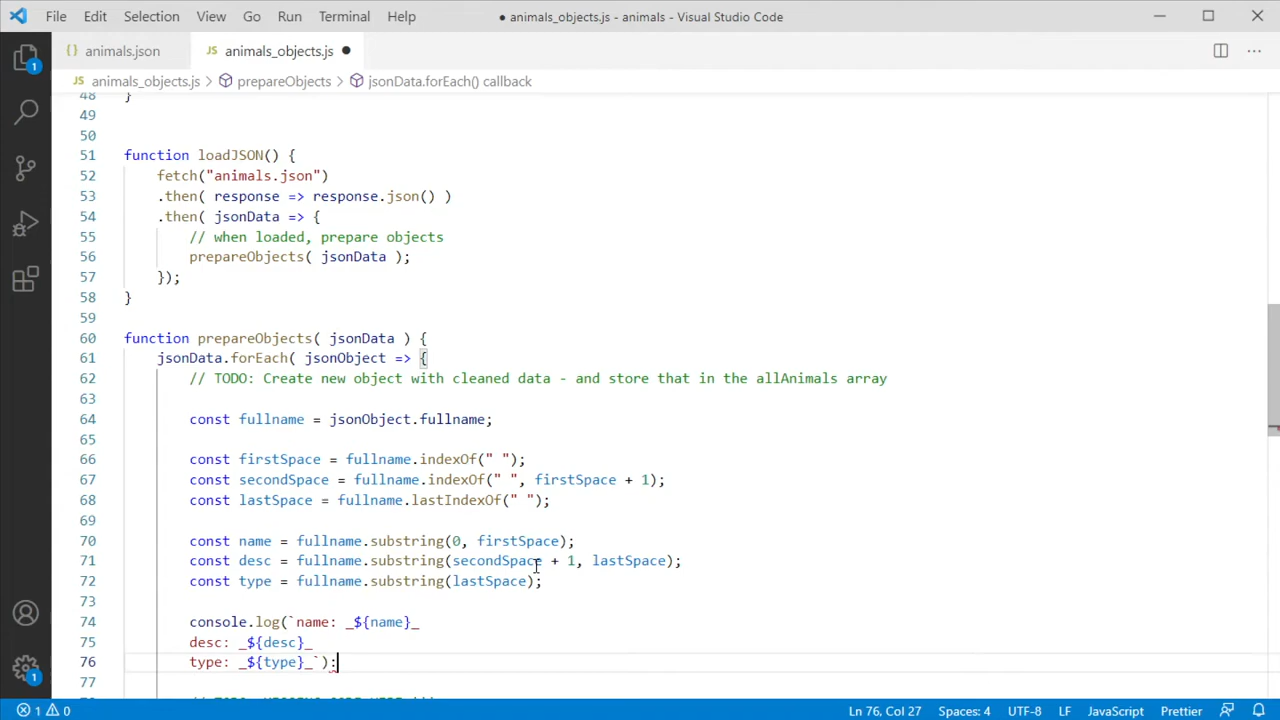 File Edit Selection View Go Run Terminal Help ● animals_objects.js - animals - Visual Studio Code
{} animals.json JS animals_objects.js ●
JS animals_objects.js > prepareObjects > jsonData.forEach() callback
48 }
49
50
51 function loadJSON() {
52 fetch("animals.json")
53 .then( response => response.json() )
54 .then( jsonData => {
55 // when loaded, prepare objects
56 prepareObjects( jsonData );
57 });
58 }
59
60 function prepareObjects( jsonData ) {
61 jsonData.forEach( jsonObject => {
62 // TODO: Create new object with cleaned data - and store that in the allAnimals array
63
64 const fullname = jsonObject.fullname;
65
66 const firstSpace = fullname.indexOf(" ");
67 const secondSpace = fullname.indexOf(" ", firstSpace + 1);
68 const lastSpace = fullname.lastIndexOf(" ");
69
70 const name = fullname.substring(0, firstSpace);
71 const desc = fullname.substring(secondSpace + 1, lastSpace);
72 const type = fullname.substring(lastSpace);
73
74 console.log(`name: _${name}_
75 desc: _${desc}_
76 type: _${type}_`);
77
1
1
1 0 Ln 76, Col 27 Spaces: 4 UTF-8 LF JavaScript Prettier